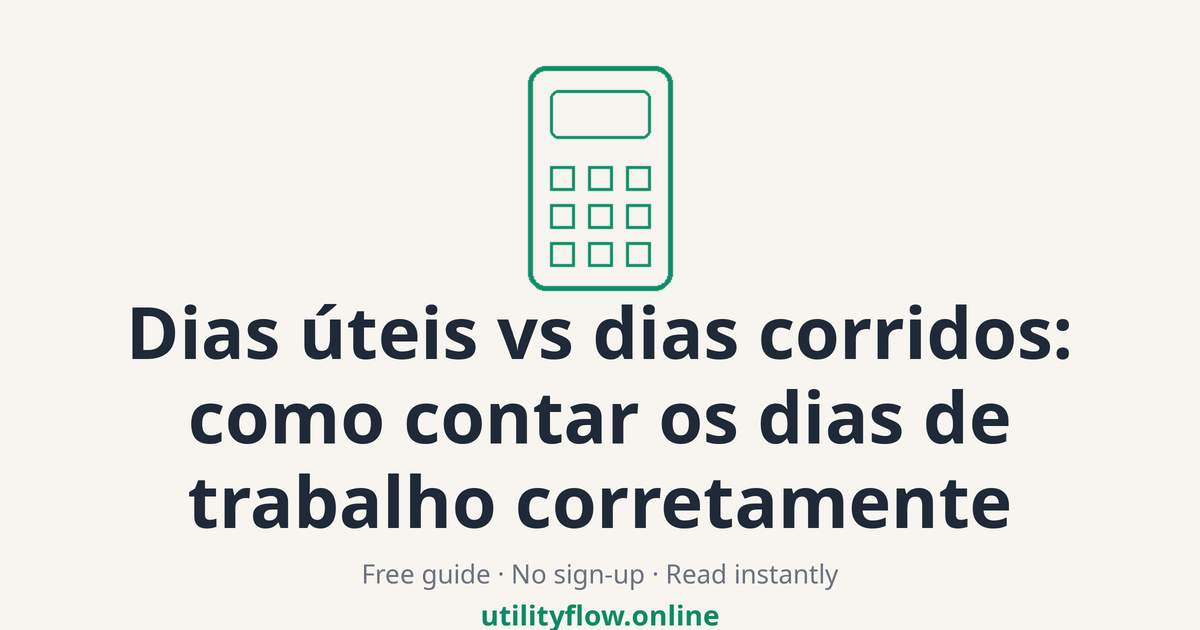 Dias úteis vs dias corridos:
como contar os dias de
trabalho corretamente
Free guide · No sign-up · Read instantly
utilityflow.online